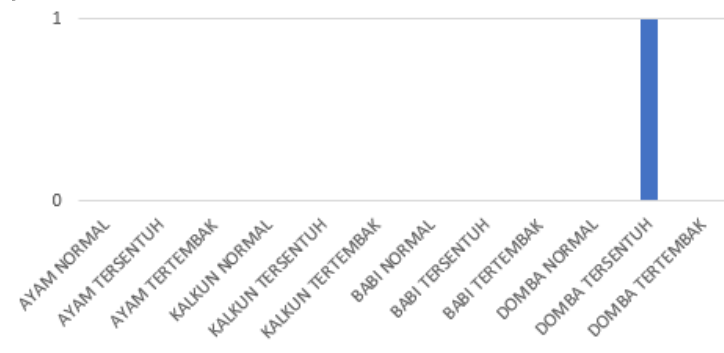 1
0
AYAM NORMAL
AYAM TERSENTUH
AYAM TERTEMBAK
KALKUN NORMAL
KALKUN TERSENTUH
KALKUN TERTEMBAK
BABI NORMAL
BABI TERSENTUH
BABI TERTEMBAK
DOMBA NORMAL
DOMBA TERSENTUH
DOMBA TERTEMBAK